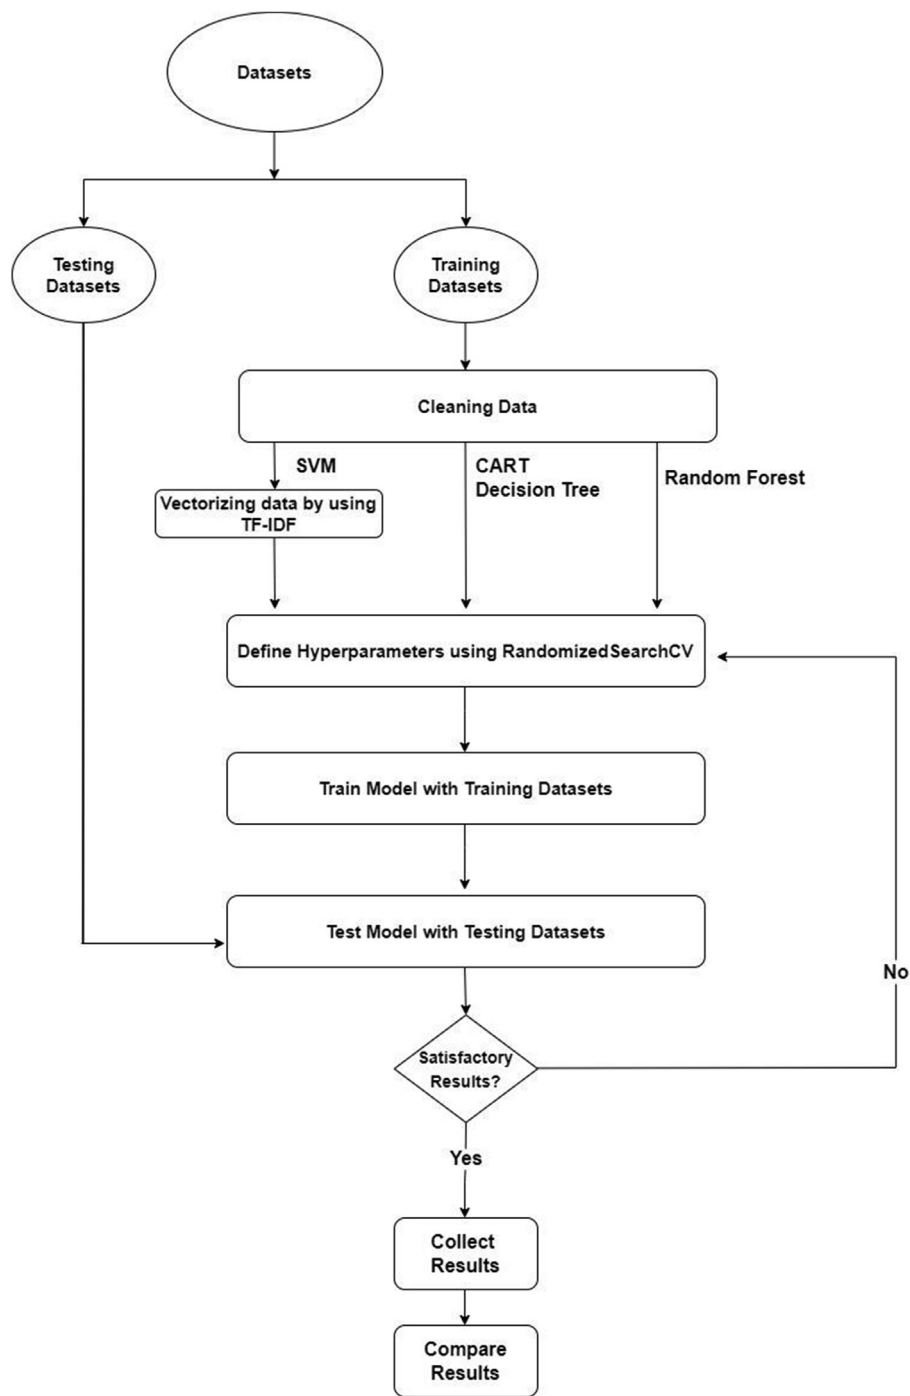 Datasets
Testing
Datasets
Training
Datasets
Cleaning Data
SVM
CART
Decision Tree
Random Forest
Vectorizing data by using
TF-IDF
Define Hyperparameters using RandomizedSearchCV
Train Model with Training Datasets
Test Model with Testing Datasets
No
Satisfactory
Results?
Yes
Collect
Results
Compare
Results